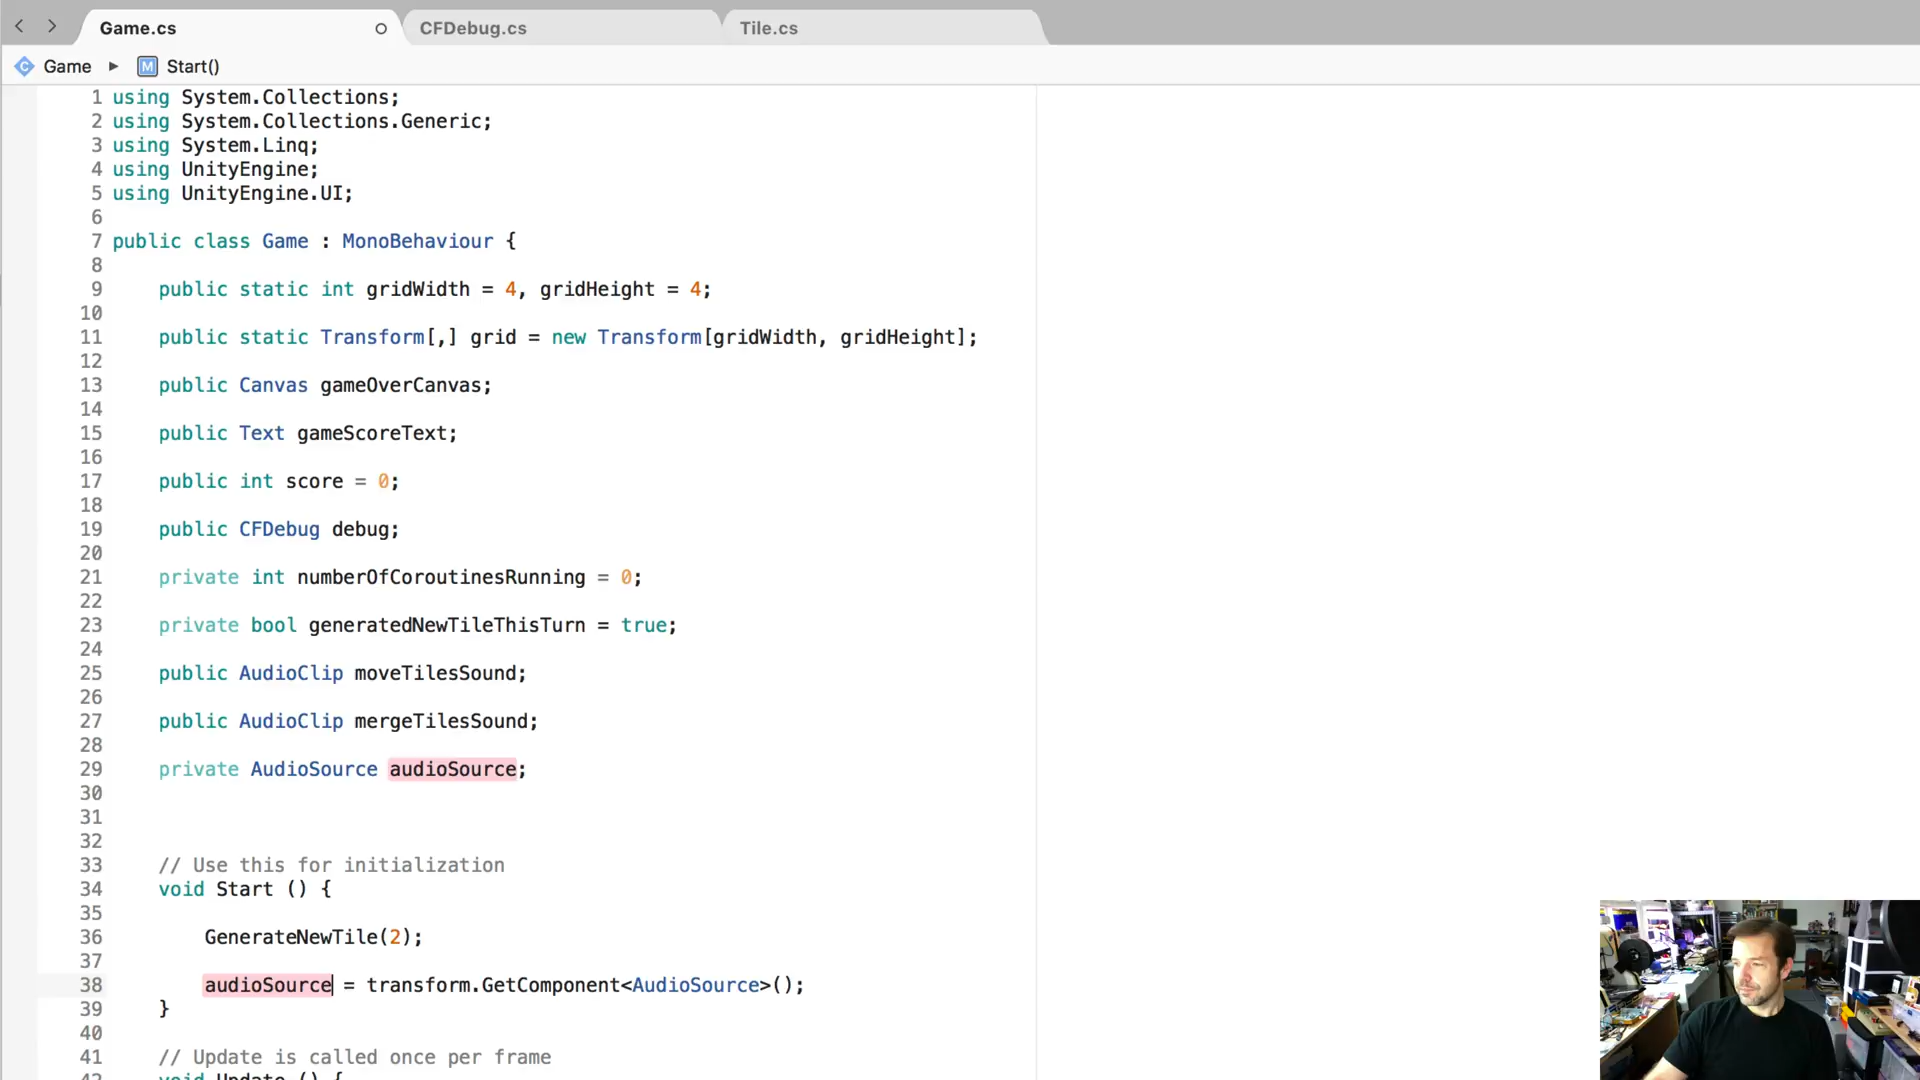 Game.cs
CFDebug.cs
Tile.cs
C Game ▶ M Start()
1 using System.Collections;
2 using System.Collections.Generic;
3 using System.Linq;
4 using UnityEngine;
5 using UnityEngine.UI;
6
7 public class Game : MonoBehaviour {
8
9 public static int gridWidth = 4, gridHeight = 4;
10
11 public static Transform[,] grid = new Transform[gridWidth, gridHeight];
12
13 public Canvas gameOverCanvas;
14
15 public Text gameScoreText;
16
17 public int score = 0;
18
19 public CFDebug debug;
20
21 private int numberOfCoroutinesRunning = 0;
22
23 private bool generatedNewTileThisTurn = true;
24
25 public AudioClip moveTilesSound;
26
27 public AudioClip mergeTilesSound;
28
29 private AudioSource audioSource;
30
31
32
33 // Use this for initialization
34 void Start () {
35
36 GenerateNewTile(2);
37
38 audioSource = transform.GetComponent<AudioSource>();
39 }
40
41 // Update is called once per frame
42 void Update () {